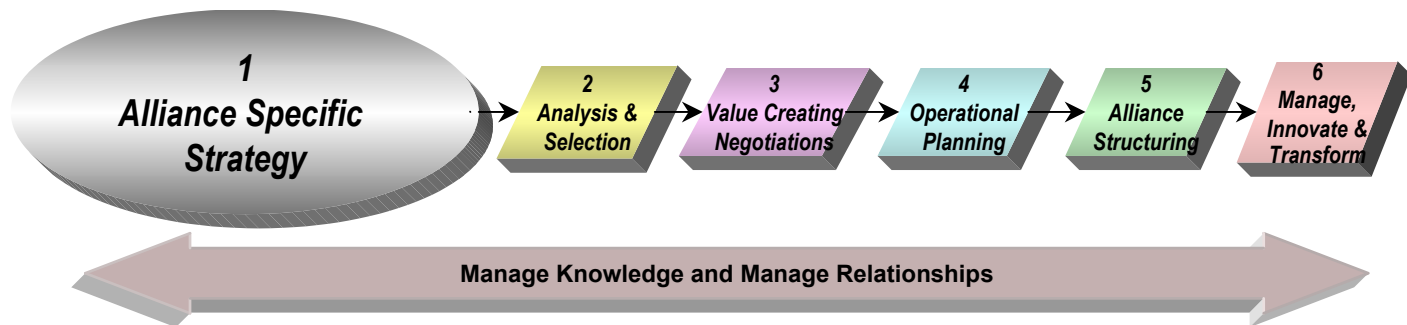 1
Alliance Specific
Strategy
2
Analysis &
Selection
3
Value Creating
Negotiations
4
Operational
Planning
5
Alliance
Structuring
6
Manage,
Innovate &
Transform
Manage Knowledge and Manage Relationships